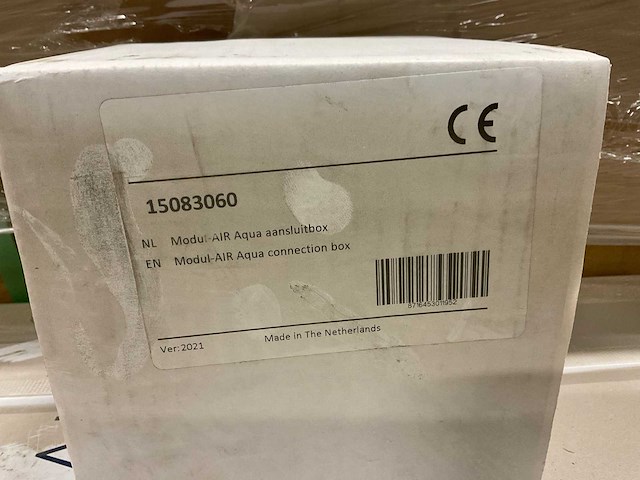 CE
15083060
NL Modul-AIR Aqua aansluitbox
EN Modul-AIR Aqua connection box
Ver:2021
Made in The Netherlands